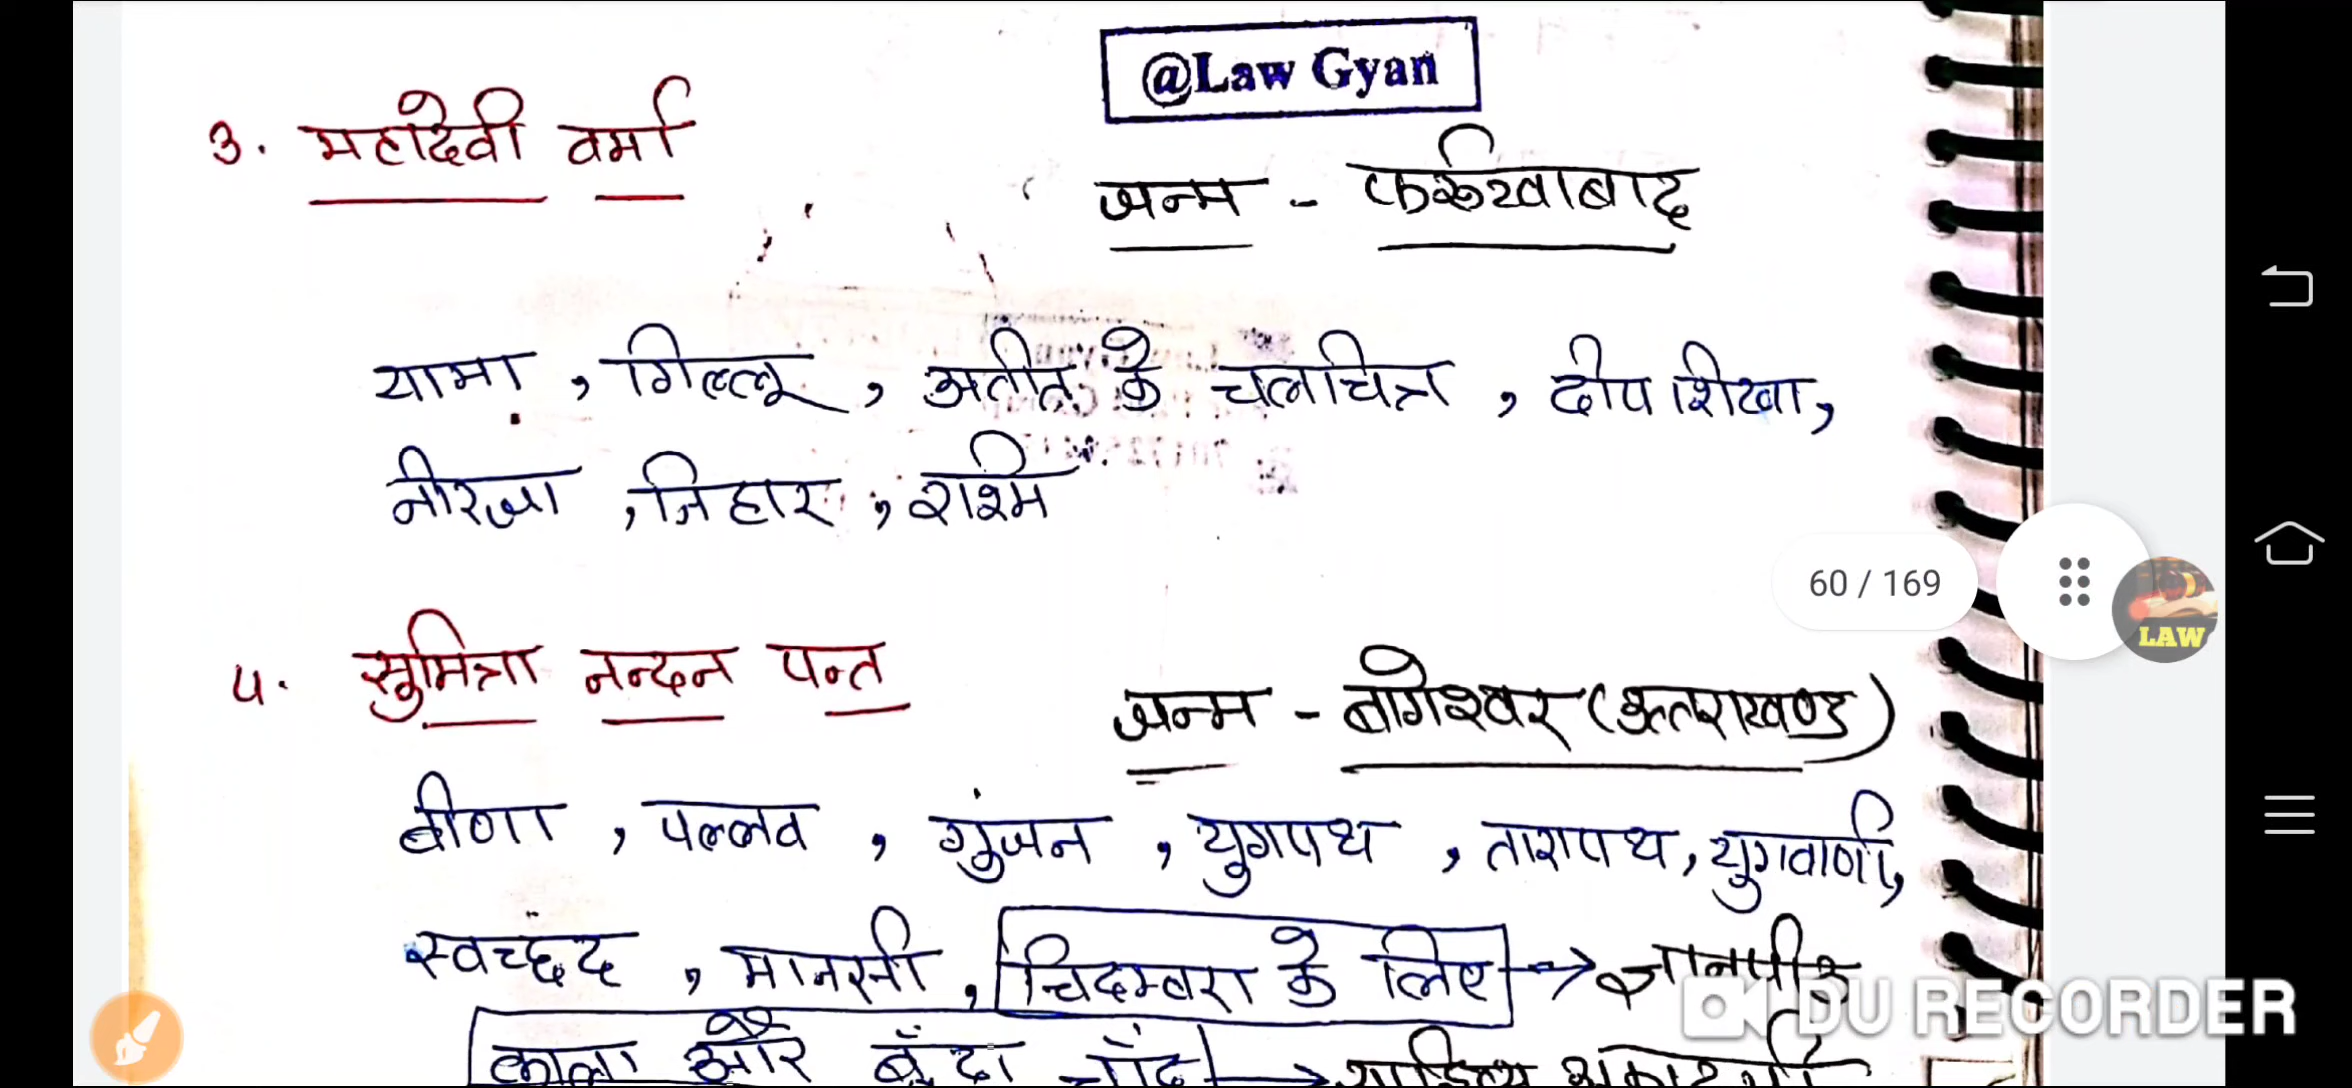 @Law Gyan
3. महादेवी वर्मा
जन्म - फर्रूखाबाद
यामा, गिल्लू, अतीत के चलचित्र, दीपशिखा,
नीरजा, निहार, रश्मि
60 / 169
LAW
4. सुमित्रा नन्दन पन्त
जन्म - बागेश्वर (उत्तराखण्ड)
बीणा, पल्लव, गुंजन, युगपथ, तारापथ, युगवाणी,
स्वच्छंद, मानसी, चिदम्बरा के लिए → ज्ञानपीठ
DU RECORDER
और →